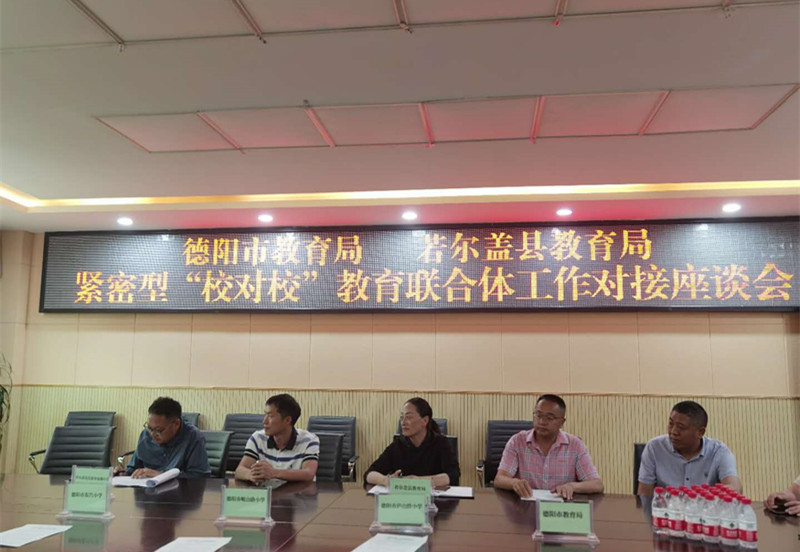 德阳市教育局 若尔盖县教育局
紧密型“校对校”教育联合体工作对接座谈会
德阳市教育局